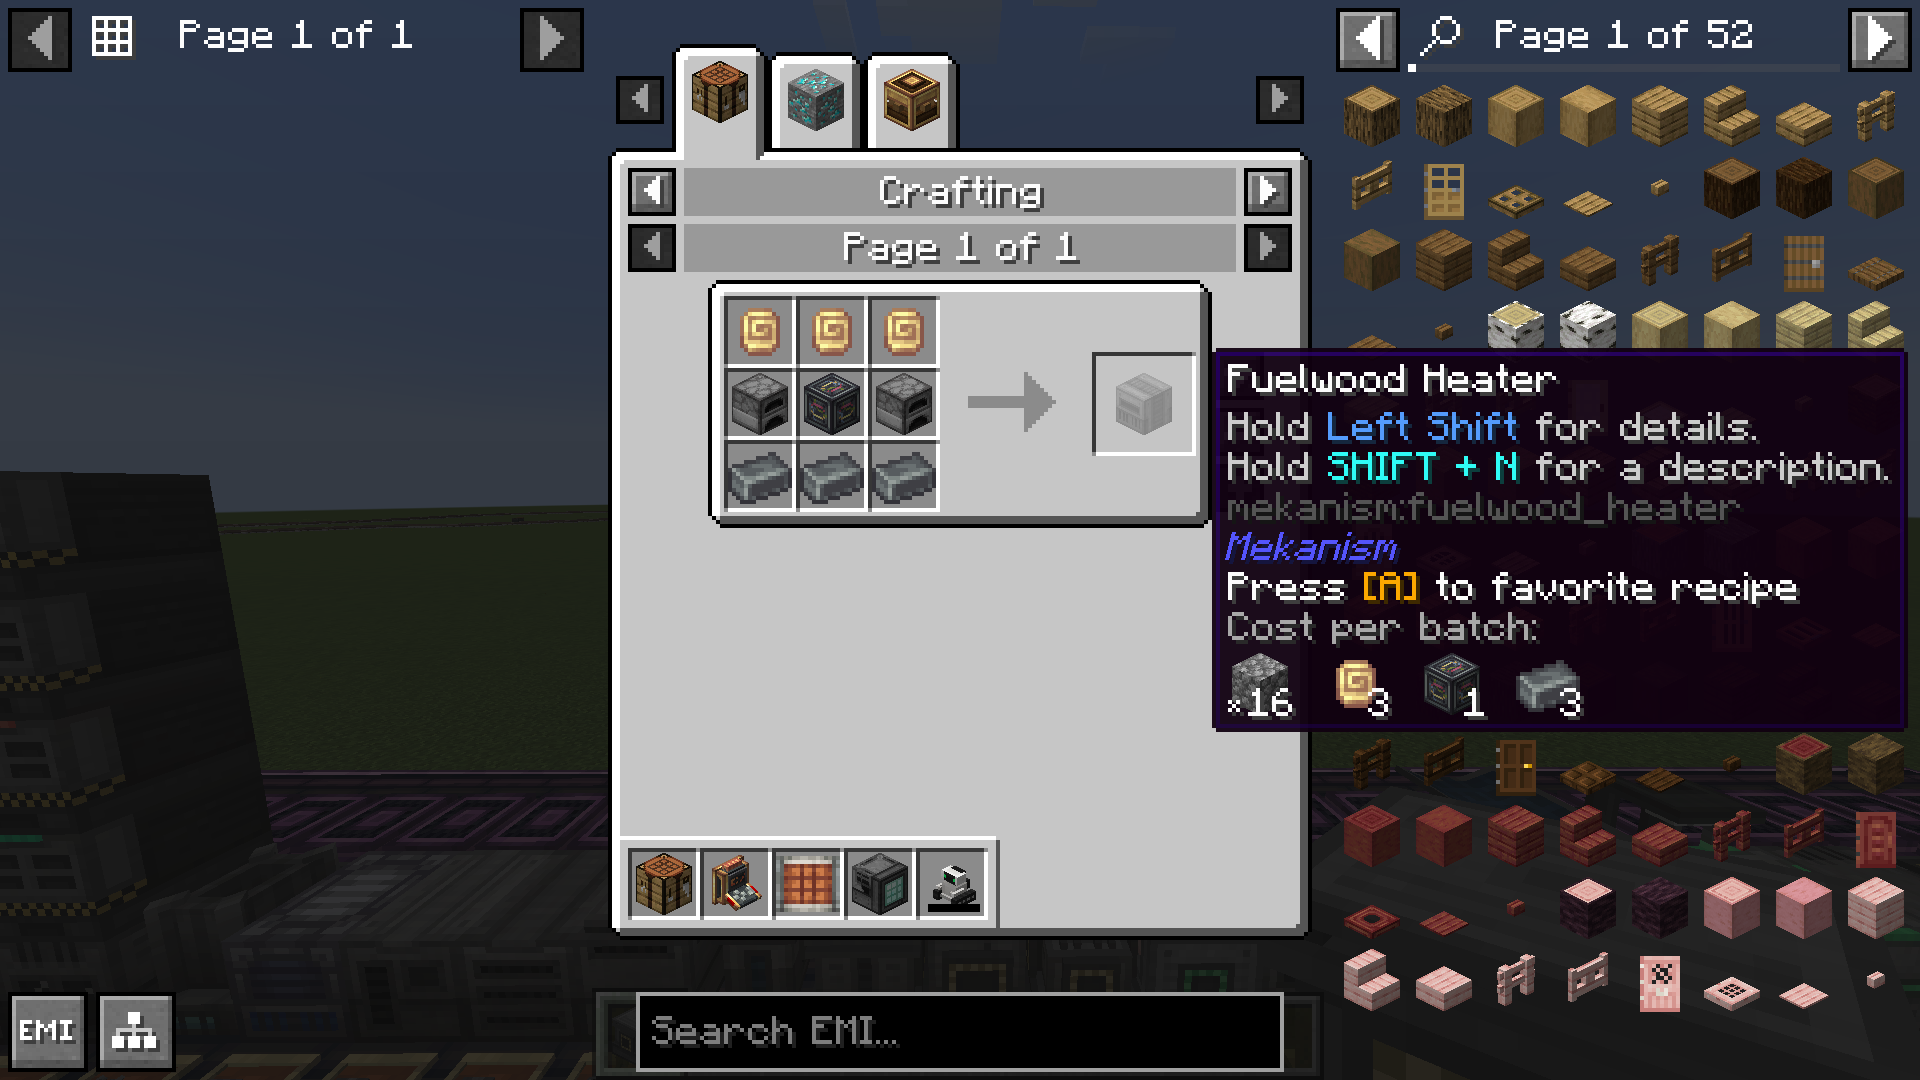 Page 1 of 1
Page 1 of 52
Crafting
Page 1 of 1
Fuelwood Heater
Hold Left Shift for details.
Hold SHIFT + N for a description.
mekanism:fuelwood_heater
Mekanism
Press [A] to favorite recipe
Cost per batch:
×16 3 1 3
EMI
Search EMI...